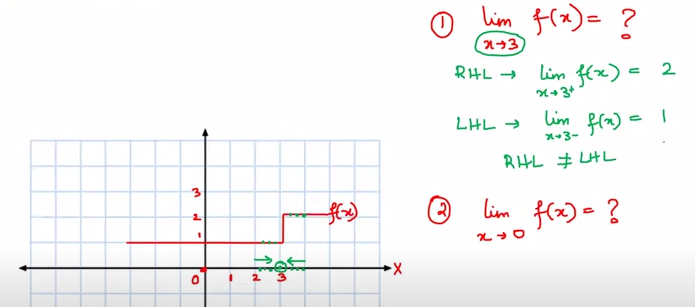 ① lim f(x) = ?
x→3
RHL → lim f(x) = 2
x→3+
LHL → lim f(x) = 1
x→3-
RHL ≠ LHL
② lim f(x) = ?
x→0
3
2
1
f(x)
0 1 2 3 X